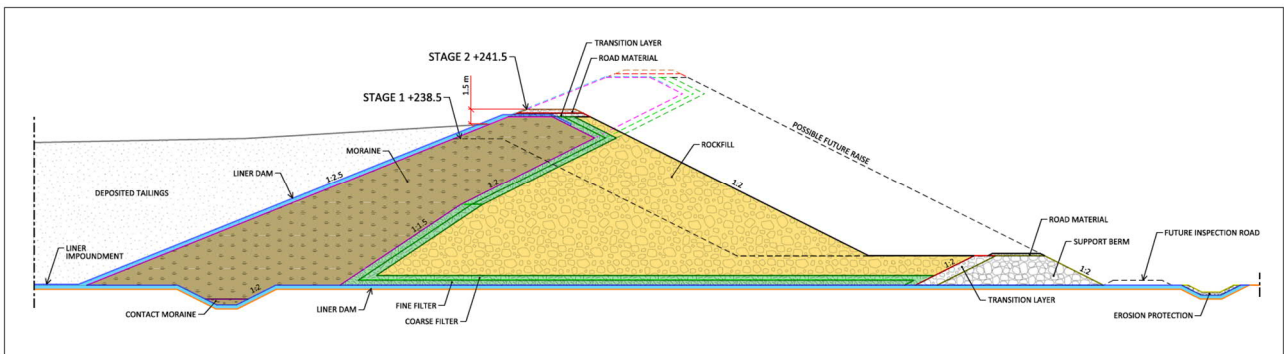 TRANSITION LAYER
STAGE 2 +241.5
ROAD MATERIAL
1.5 m
STAGE 1 +238.5
POSSIBLE FUTURE RAISE
MORAINE
ROCKFILL
DEPOSITED TAILINGS
LINER DAM
1:2.5
1:2
1:2
1:1.5
ROAD MATERIAL
SUPPORT BERM
FUTURE INSPECTION ROAD
LINER
IMPOUNDMENT
1:2
1:2
1:2
CONTACT MORAINE
LINER DAM
FINE FILTER
COARSE FILTER
TRANSITION LAYER
EROSION PROTECTION